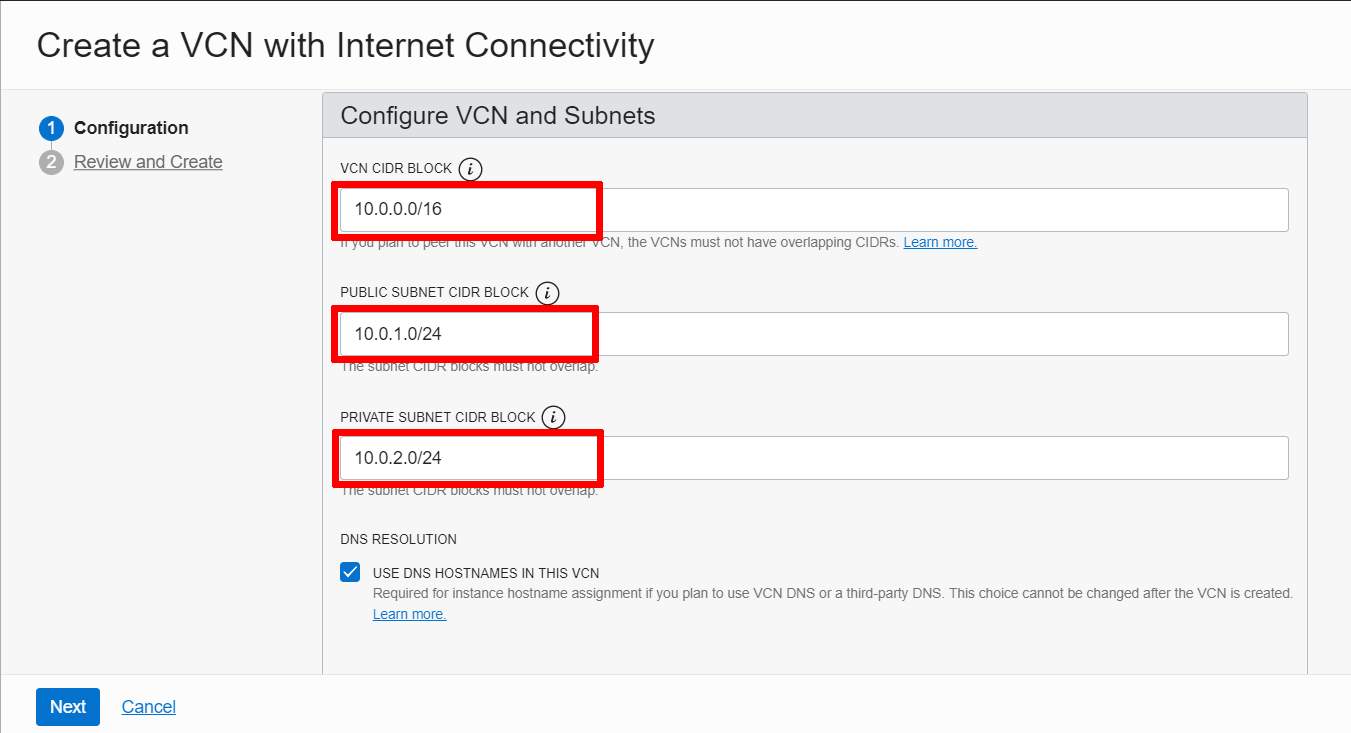 Create a VCN with Internet Connectivity
1 Configuration
2 Review and Create
Configure VCN and Subnets
VCN CIDR BLOCK i
10.0.0.0/16
If you plan to peer this VCN with another VCN, the VCNs must not have overlapping CIDRs. Learn more.
PUBLIC SUBNET CIDR BLOCK i
10.0.1.0/24
The subnet CIDR blocks must not overlap.
PRIVATE SUBNET CIDR BLOCK i
10.0.2.0/24
The subnet CIDR blocks must not overlap.
DNS RESOLUTION
USE DNS HOSTNAMES IN THIS VCN
Required for instance hostname assignment if you plan to use VCN DNS or a third-party DNS. This choice cannot be changed after the VCN is created.
Learn more.
Next Cancel